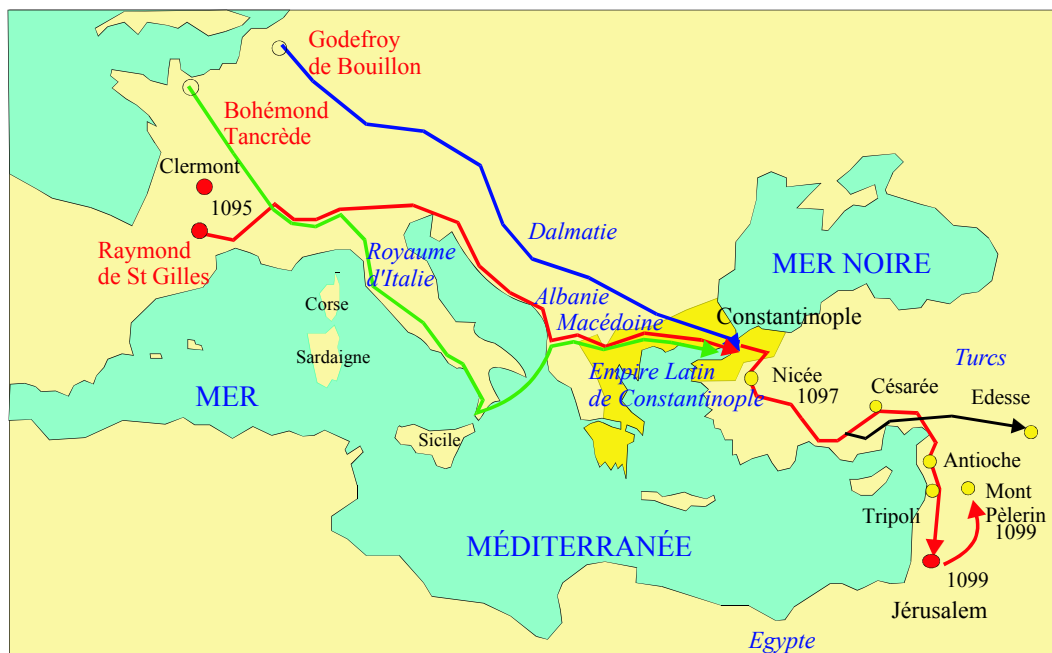 Godefroy
de Bouillon
Bohémond
Tancrède
Clermont
1095
Raymond
de St Gilles
Royaume
d'Italie
Dalmatie
MER NOIRE
Corse
Albanie
Constantinople
Macédoine
Sardaigne
Turcs
Empire Latin
de Constantinople
Nicée
1097
Césarée
Edesse
MER
Sicile
Antioche
Mont
Pèlerin
1099
Tripoli
MÉDITERRANÉE
1099
Jérusalem
Egypte